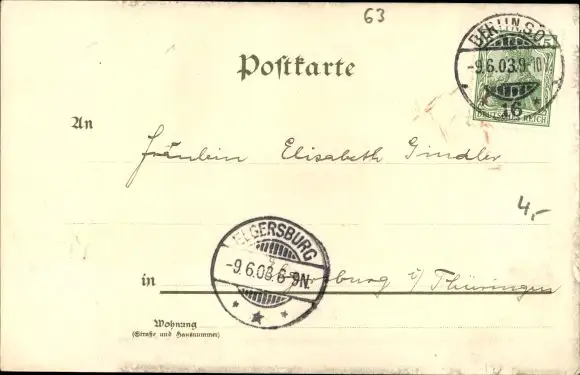 63
BERLIN S.O.
-9.6.03.9-10V.
16
DEUTSCHES REICH
Postkarte
An
Fräulein Elisabeth Gindler
4,-
ELGERSBURG
-9.6.03.6-9N.
in Elgersburg i/Thüringen
Wohnung
(Straße und Hausnummer)